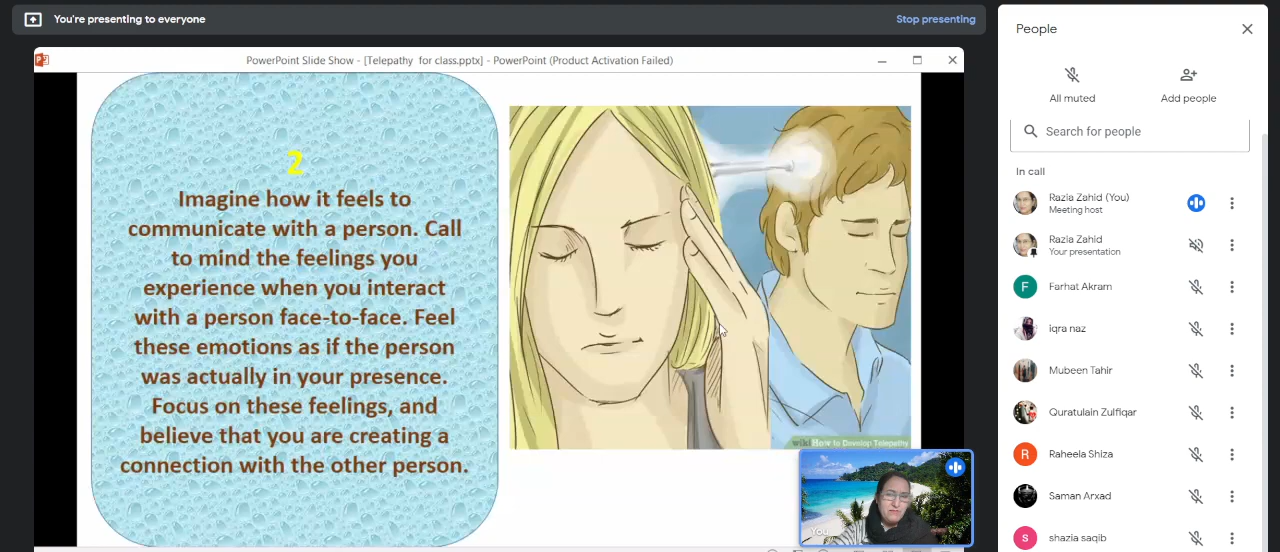 You're presenting to everyone
Stop presenting
PowerPoint Slide Show - [Telepathy for class.pptx] - PowerPoint (Product Activation Failed)
2
Imagine how it feels to
communicate with a person. Call
to mind the feelings you
experience when you interact
with a person face-to-face. Feel
these emotions as if the person
was actually in your presence.
Focus on these feelings, and
believe that you are creating a
connection with the other person.
wikiHow to Develop Telepathy
You
People
All muted
Add people
Search for people
In call
Razia Zahid (You)
Meeting host
Razia Zahid
Your presentation
F
Farhat Akram
iqra naz
Mubeen Tahir
Quratulain Zulfiqar
R
Raheela Shiza
Saman Arxad
s
shazia saqib